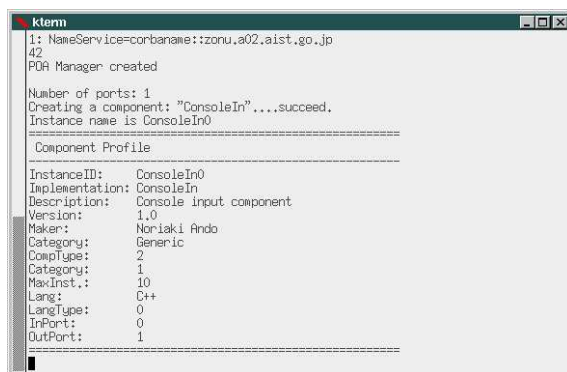 kterm
1: NameService=corbaname::zonu.a02.aist.go.jp
42
POA Manager created
Number of ports: 1
Creating a component: "ConsoleIn"....succeed.
Instance name is ConsoleIn0
=====================================================
Component Profile
-----------------------------------------------------
InstanceID: ConsoleIn0
Implementation: ConsoleIn
Description: Console input component
Version: 1.0
Maker: Noriaki Ando
Category: Generic
CompType: 2
Category: 1
MaxInst.: 10
Lang: C++
LangType: 0
InPort: 0
OutPort: 1
=====================================================